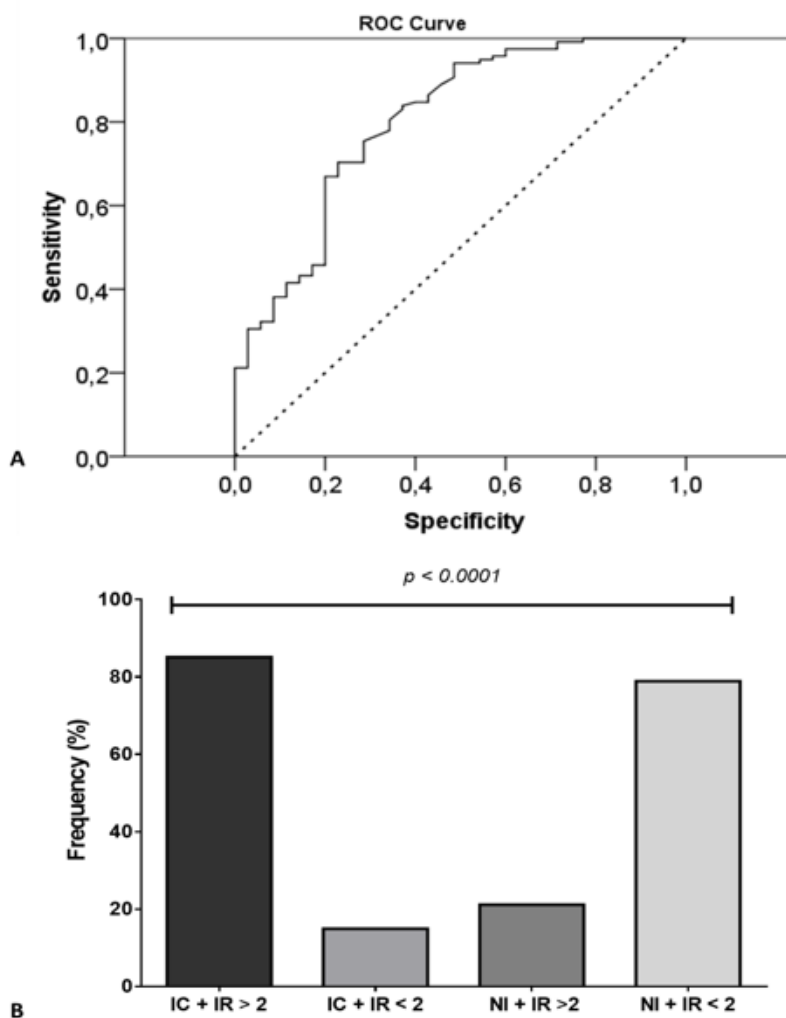 ROC Curve
1,0
0,8
0,6
0,4
0,2
0,0
Sensitivity
0,0 0,2 0,4 0,6 0,8 1,0
Specificity
A
p < 0.0001
100
80
60
40
20
0
Frequency (%)
IC + IR > 2 IC + IR < 2 NI + IR >2 NI + IR < 2
B